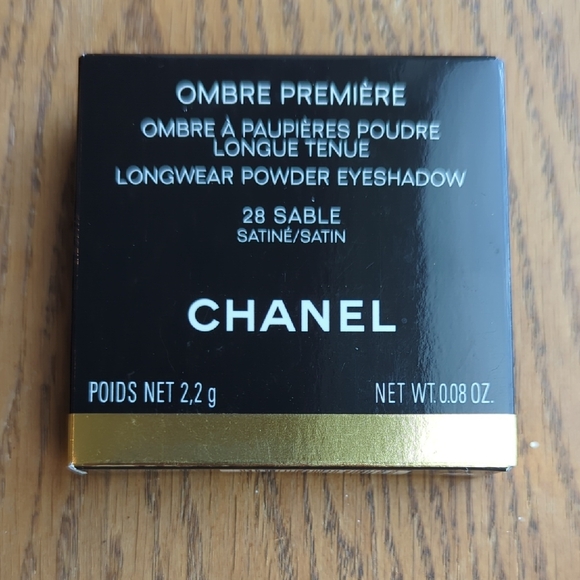 OMBRE PREMIÈRE
OMBRE À PAUPIÈRES POUDRE
LONGUE TENUE
LONGWEAR POWDER EYESHADOW
28 SABLE
SATINÉ/SATIN
CHANEL
POIDS NET 2,2 g NET WT. 0.08 OZ.